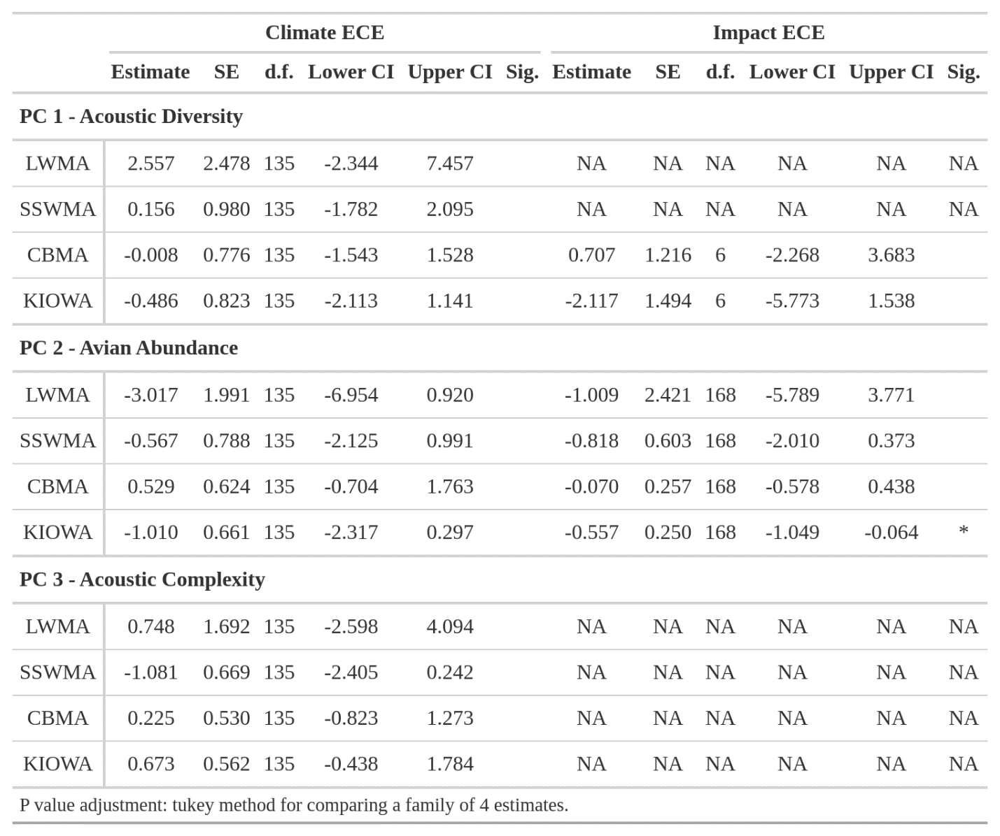 Climate ECE Impact ECE
Estimate SE d.f. Lower CI Upper CI Sig. Estimate SE d.f. Lower CI Upper CI Sig.
PC 1 - Acoustic Diversity
LWMA 2.557 2.478 135 -2.344 7.457 NA NA NA NA NA NA
SSWMA 0.156 0.980 135 -1.782 2.095 NA NA NA NA NA NA
CBMA -0.008 0.776 135 -1.543 1.528 0.707 1.216 6 -2.268 3.683
KIOWA -0.486 0.823 135 -2.113 1.141 -2.117 1.494 6 -5.773 1.538
PC 2 - Avian Abundance
LWMA -3.017 1.991 135 -6.954 0.920 -1.009 2.421 168 -5.789 3.771
SSWMA -0.567 0.788 135 -2.125 0.991 -0.818 0.603 168 -2.010 0.373
CBMA 0.529 0.624 135 -0.704 1.763 -0.070 0.257 168 -0.578 0.438
KIOWA -1.010 0.661 135 -2.317 0.297 -0.557 0.250 168 -1.049 -0.064 *
PC 3 - Acoustic Complexity
LWMA 0.748 1.692 135 -2.598 4.094 NA NA NA NA NA NA
SSWMA -1.081 0.669 135 -2.405 0.242 NA NA NA NA NA NA
CBMA 0.225 0.530 135 -0.823 1.273 NA NA NA NA NA NA
KIOWA 0.673 0.562 135 -0.438 1.784 NA NA NA NA NA NA
P value adjustment: tukey method for comparing a family of 4 estimates.